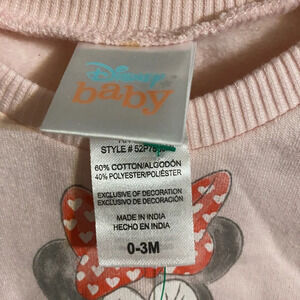 Disney
baby
STYLE #
60% COTTON/ALGODÓN
40% POLYESTER/POLIÉSTER
EXCLUSIVE OF DECORATION
EXCLUSIVO DE DECORACIÓN
MADE IN INDIA
HECHO EN INDIA
0-3M